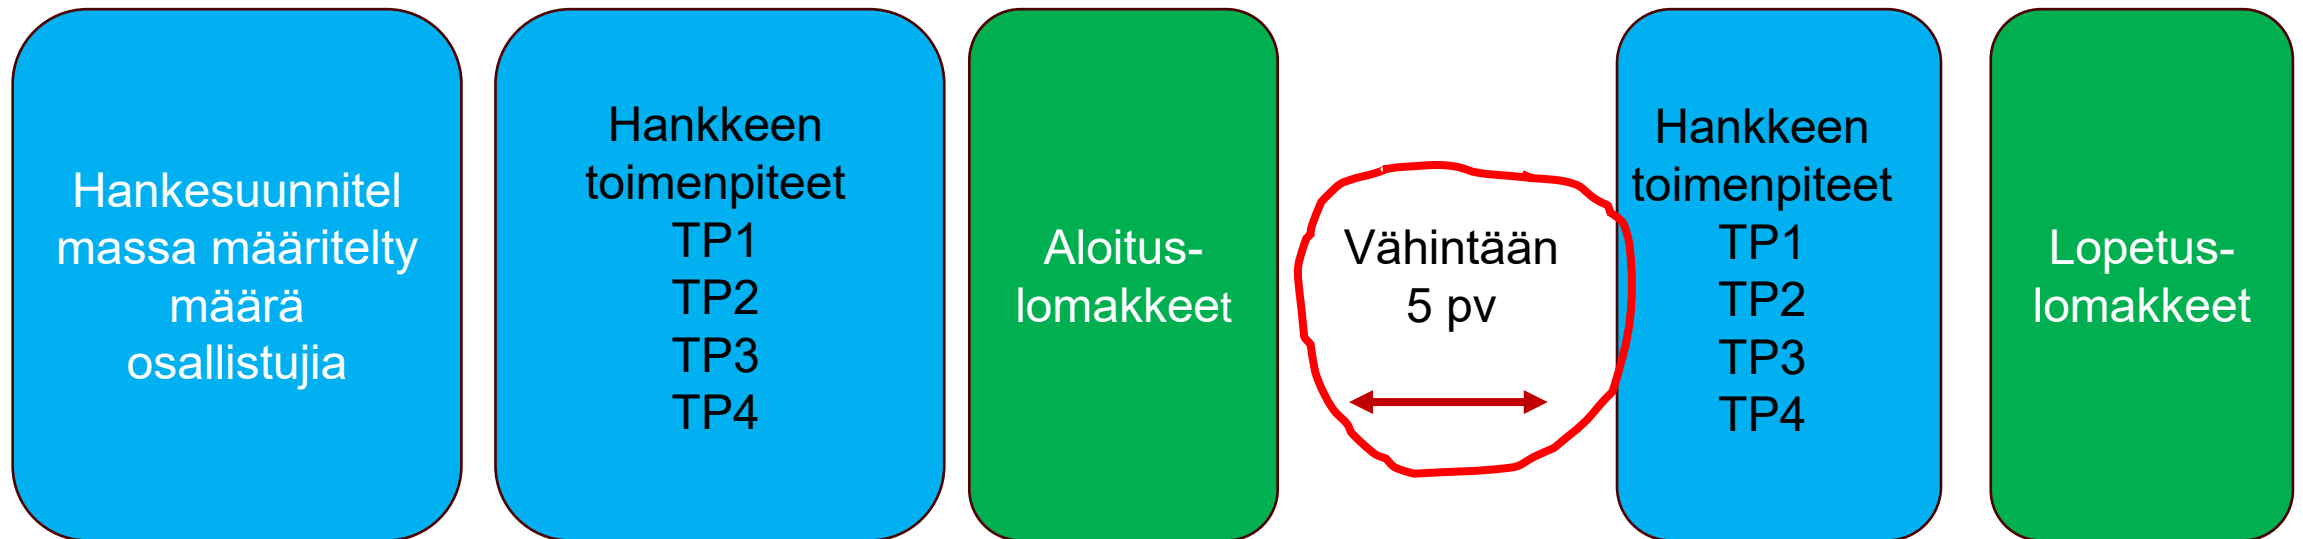 Hankesuunnitel
massa määritelty
määrä
osallistujia
Hankkeen
toimenpiteet
TP1
TP2
TP3
TP4
Aloitus-
lomakkeet
Vähintään
5 pv
Hankkeen
toimenpiteet
TP1
TP2
TP3
TP4
Lopetus-
lomakkeet